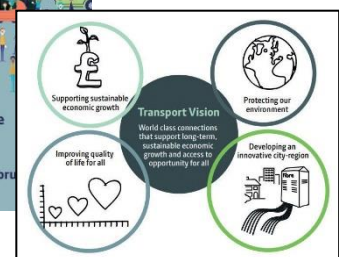 Supporting sustainable
economic growth
Protecting our
environment
Transport Vision
World class connections
that support long-term,
sustainable economic
growth and access to
opportunity for all
Improving quality
of life for all
Developing an
innovative city-region
Fibre